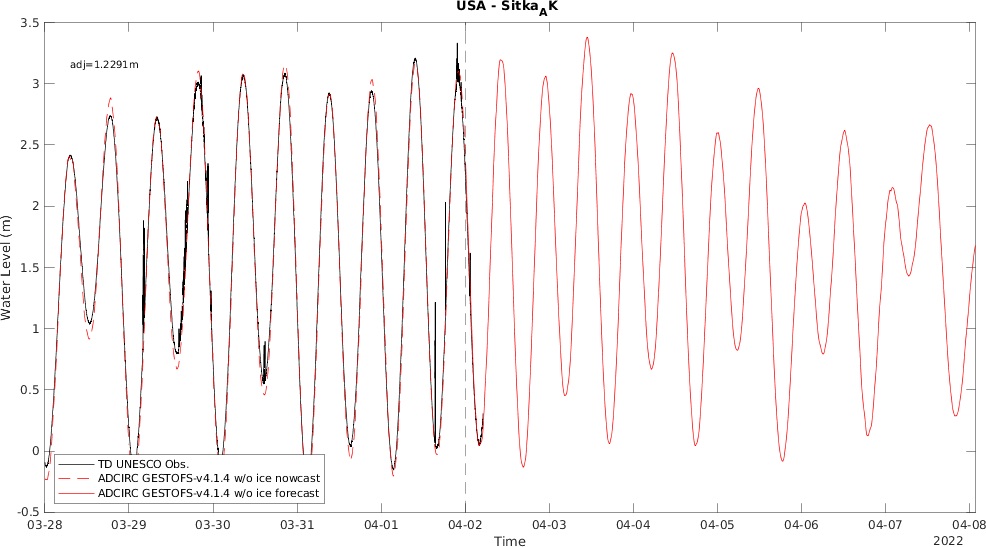 USA - Sitka_AK
adj=1.2291m
3.5
3
2.5
2
1.5
1
0.5
0
-0.5
Water Level (m)
TD UNESCO Obs.
ADCIRC GESTOFS-v4.1.4 w/o ice nowcast
ADCIRC GESTOFS-v4.1.4 w/o ice forecast
03-28 03-29 03-30 03-31 04-01 04-02 04-03 04-04 04-05 04-06 04-07 04-08
Time
2022